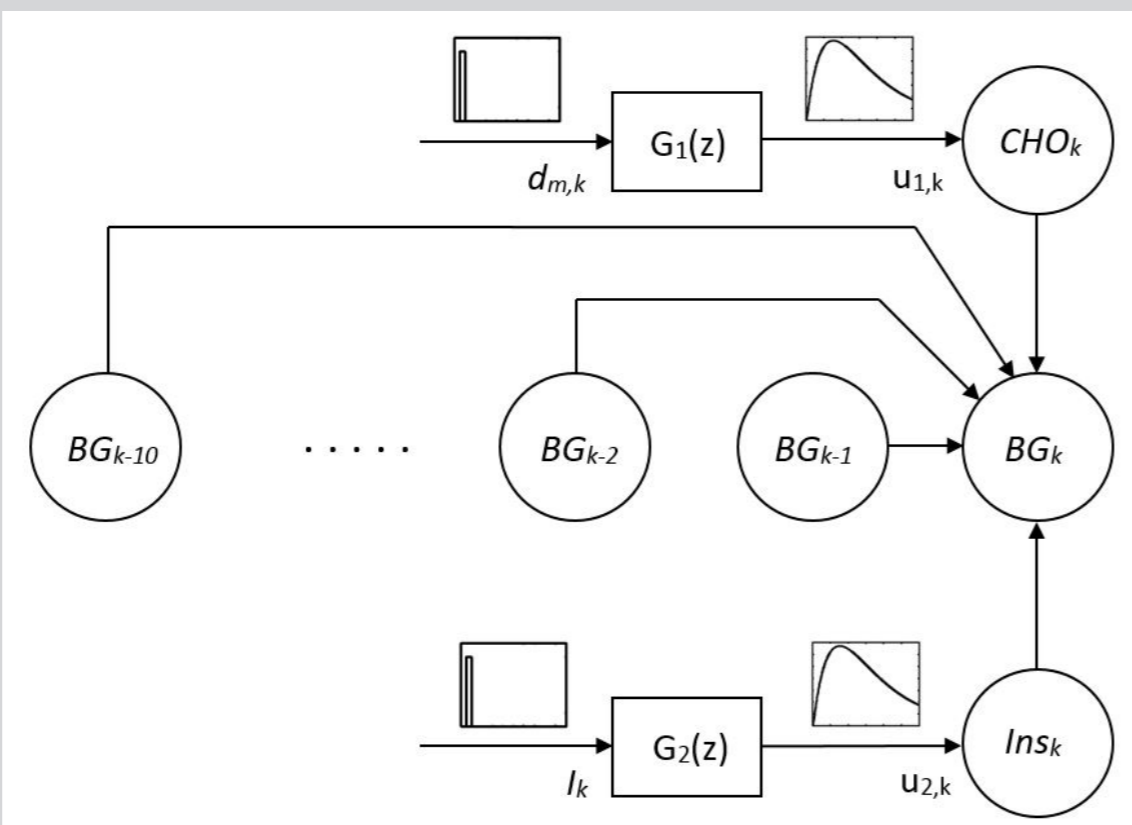 G1(z)
CHOk
dm,k
u1,k
BGk-10
. . . . .
BGk-2
BGk-1
BGk
G2(z)
Insk
Ik
u2,k